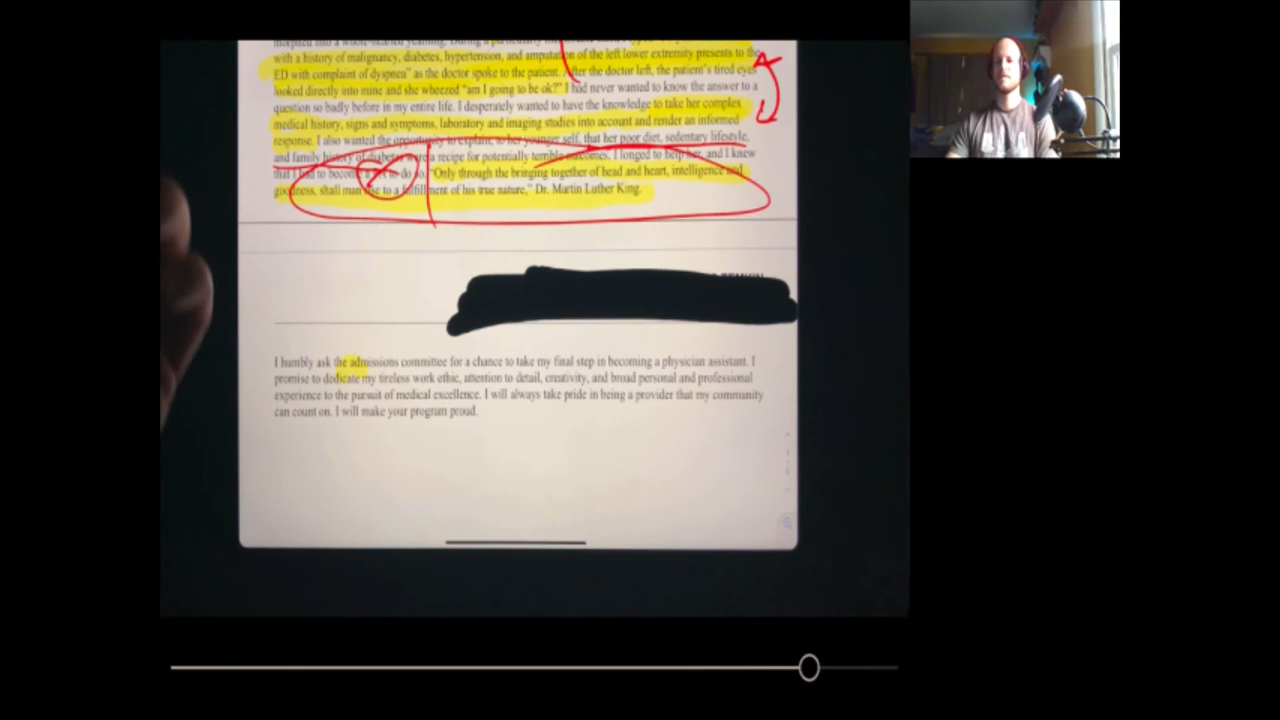 with a history of malignancy, diabetes, hypertension, and amputation of the left lower extremity presents to the
ED with complaint of dyspnea” as the doctor spoke to the patient. After the doctor left, the patient’s tired eyes
looked directly into mine and she wheezed “am I going to be ok?” I had never wanted to know the answer to a
question so badly before in my entire life. I desperately wanted to have the knowledge to take her complex
medical history, signs and symptoms, laboratory and imaging studies into account and render an informed
response. I also wanted the opportunity to explain, to her younger self, that her poor diet, sedentary lifestyle,
and family history of diabetes were a recipe for potentially terrible outcomes. I longed to help her, and I knew
that I had to become a to do so. “Only through the bringing together of head and heart, intelligence and
goodness, shall man rise to a fulfillment of his true nature,” Dr. Martin Luther King.
I humbly ask the admissions committee for a chance to take my final step in becoming a physician assistant. I
promise to dedicate my tireless work ethic, attention to detail, creativity, and broad personal and professional
experience to the pursuit of medical excellence. I will always take pride in being a provider that my community
can count on. I will make your program proud.